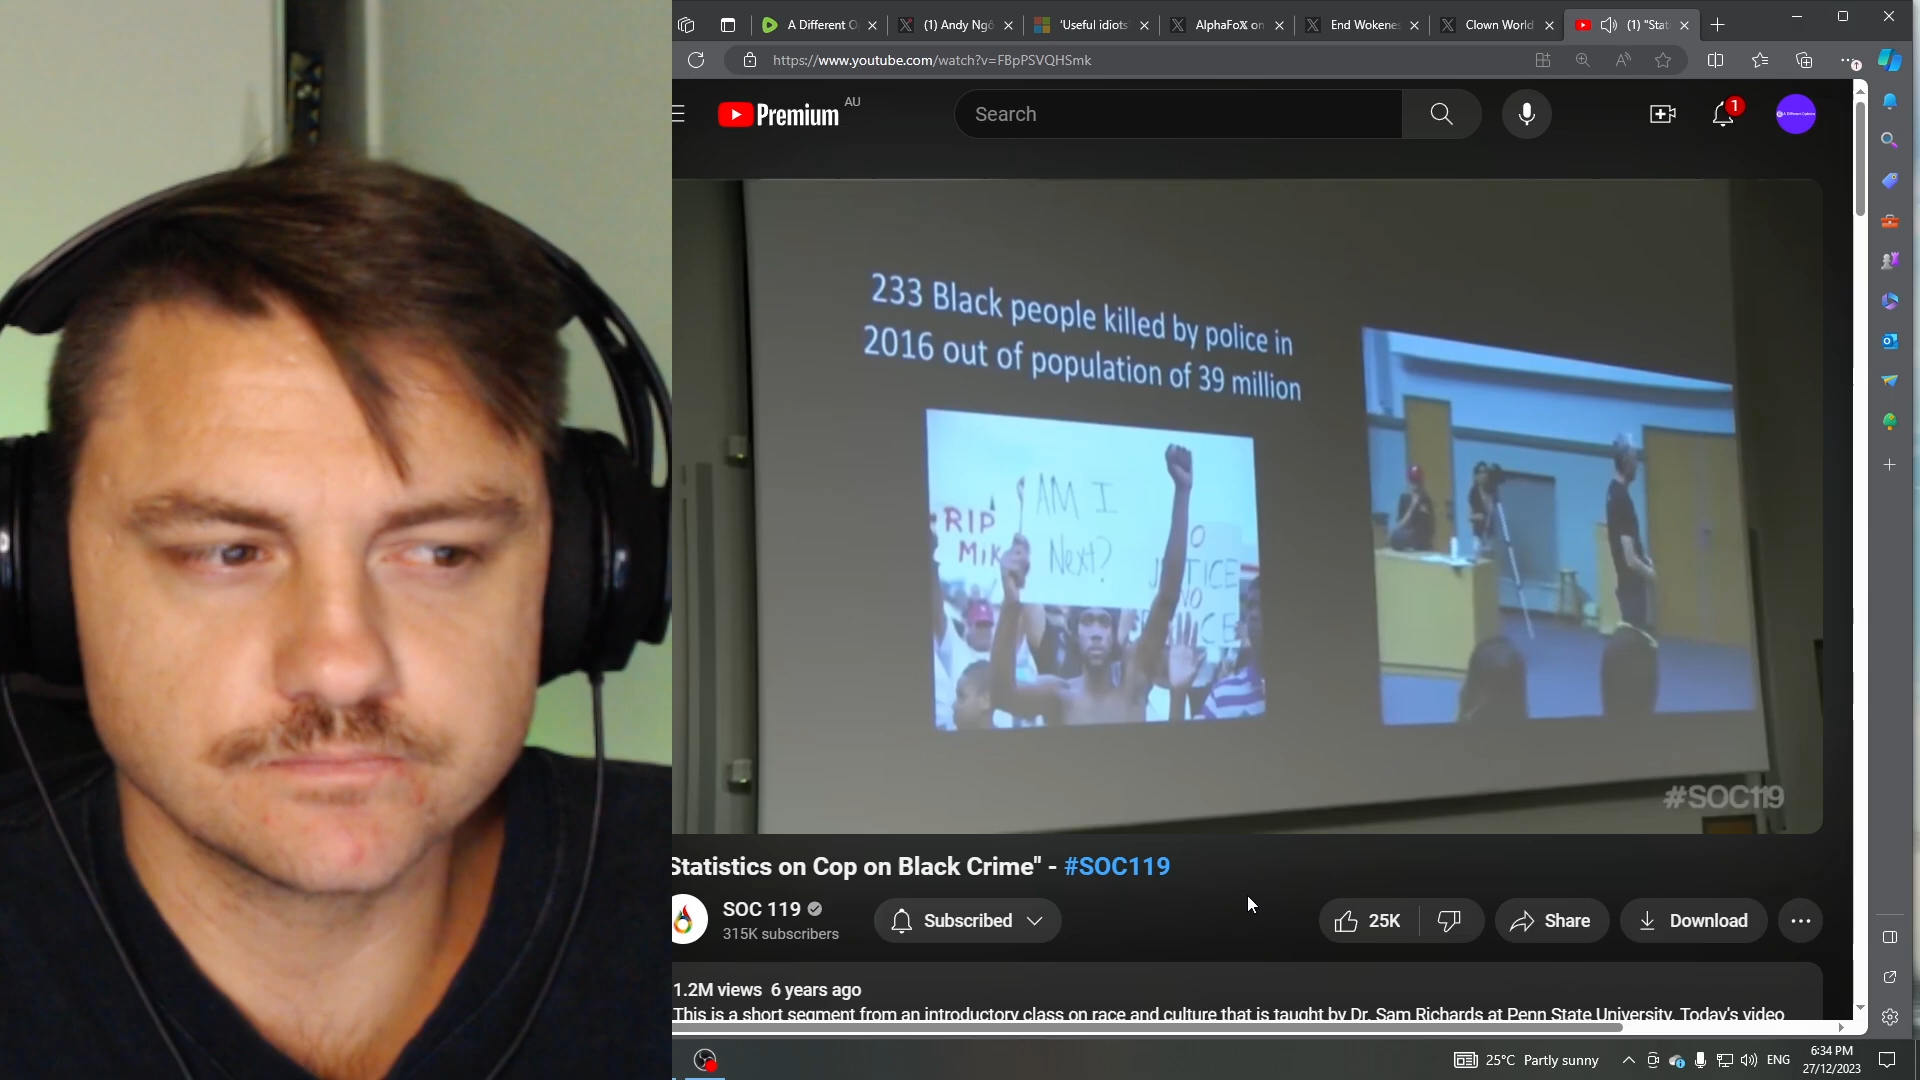 A Different O
(1) Andy Ngô
'Useful idiots'
AlphaFo𝕏 on
End Wokenes
Clown World
(1) "Stat
https://www.youtube.com/watch?v=FBpPSVQHSmk
Premium
AU
Search
1
233 Black people killed by police in
2016 out of population of 39 million
RIP
MIK
AM I
Next?
O
JUSTICE
NO
#SOC119
Statistics on Cop on Black Crime" - #SOC119
SOC 119
315K subscribers
Subscribed
25K
Share
Download
1.2M views 6 years ago
This is a short segment from an introductory class on race and culture that is taught by Dr. Sam Richards at Penn State University. Today's video
25°C Partly sunny
ENG
6:34 PM
27/12/2023